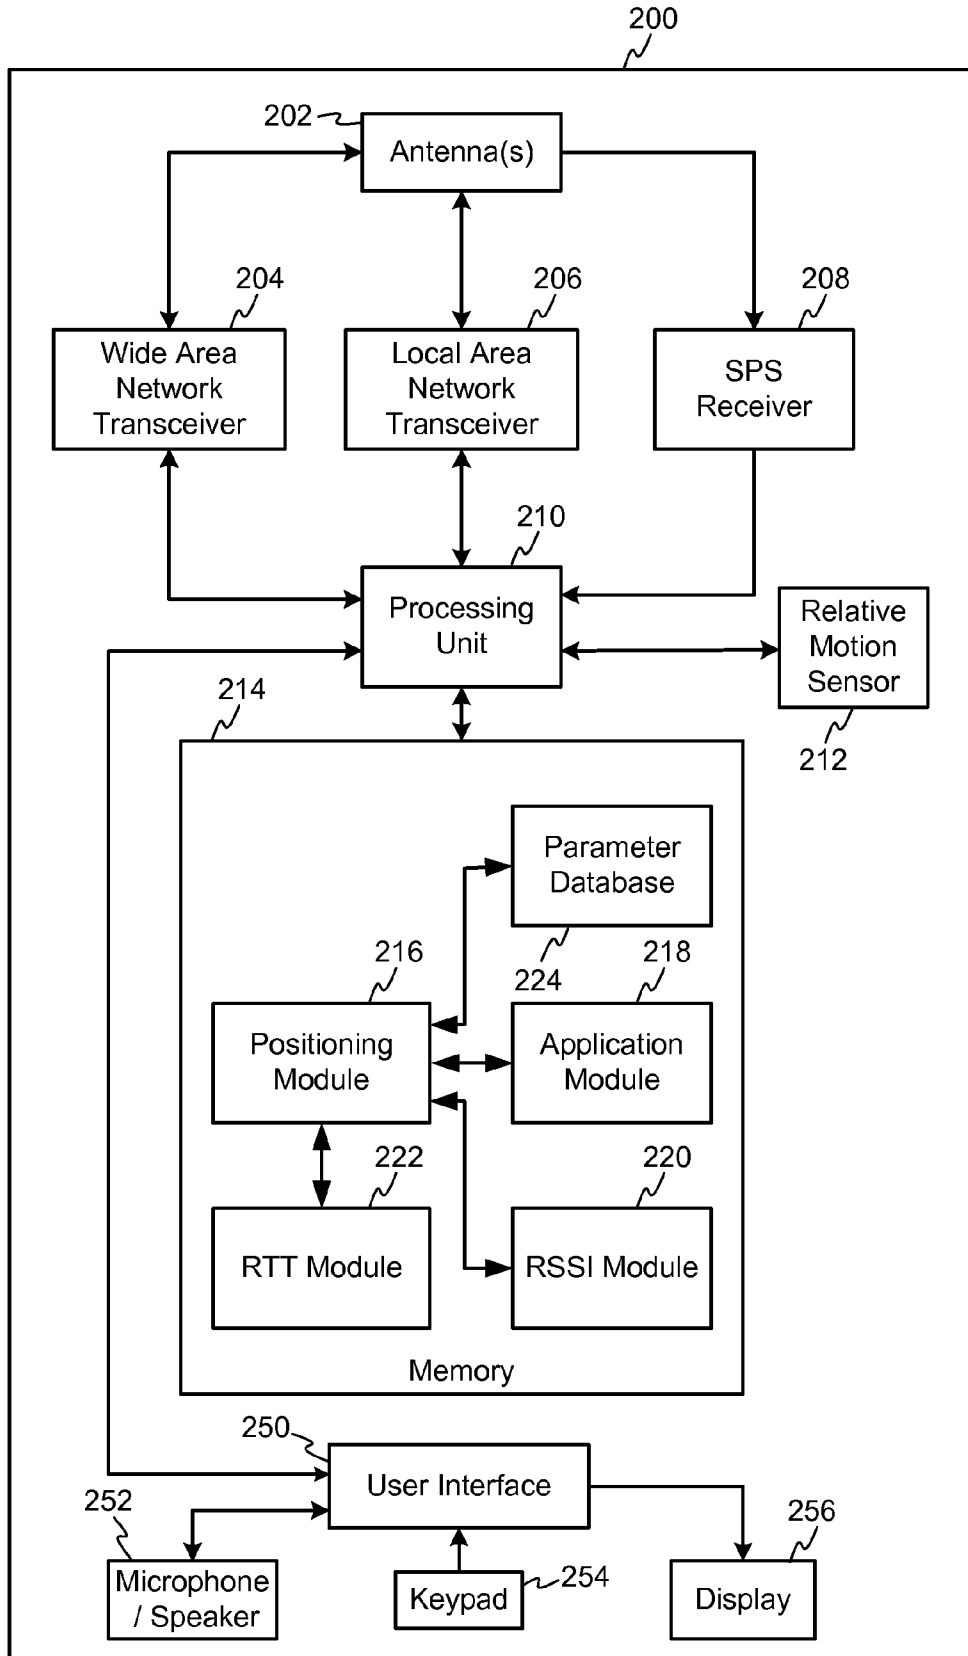 200
202
Antenna(s)
204
206
208
Wide Area
Network
Transceiver
Local Area
Network
Transceiver
SPS
Receiver
210
Processing
Unit
Relative
Motion
Sensor
212
214
Parameter
Database
224
216
218
Positioning
Module
Application
Module
222
220
RTT Module
RSSI Module
Memory
250
User Interface
252
256
Microphone
/ Speaker
Keypad
254
Display